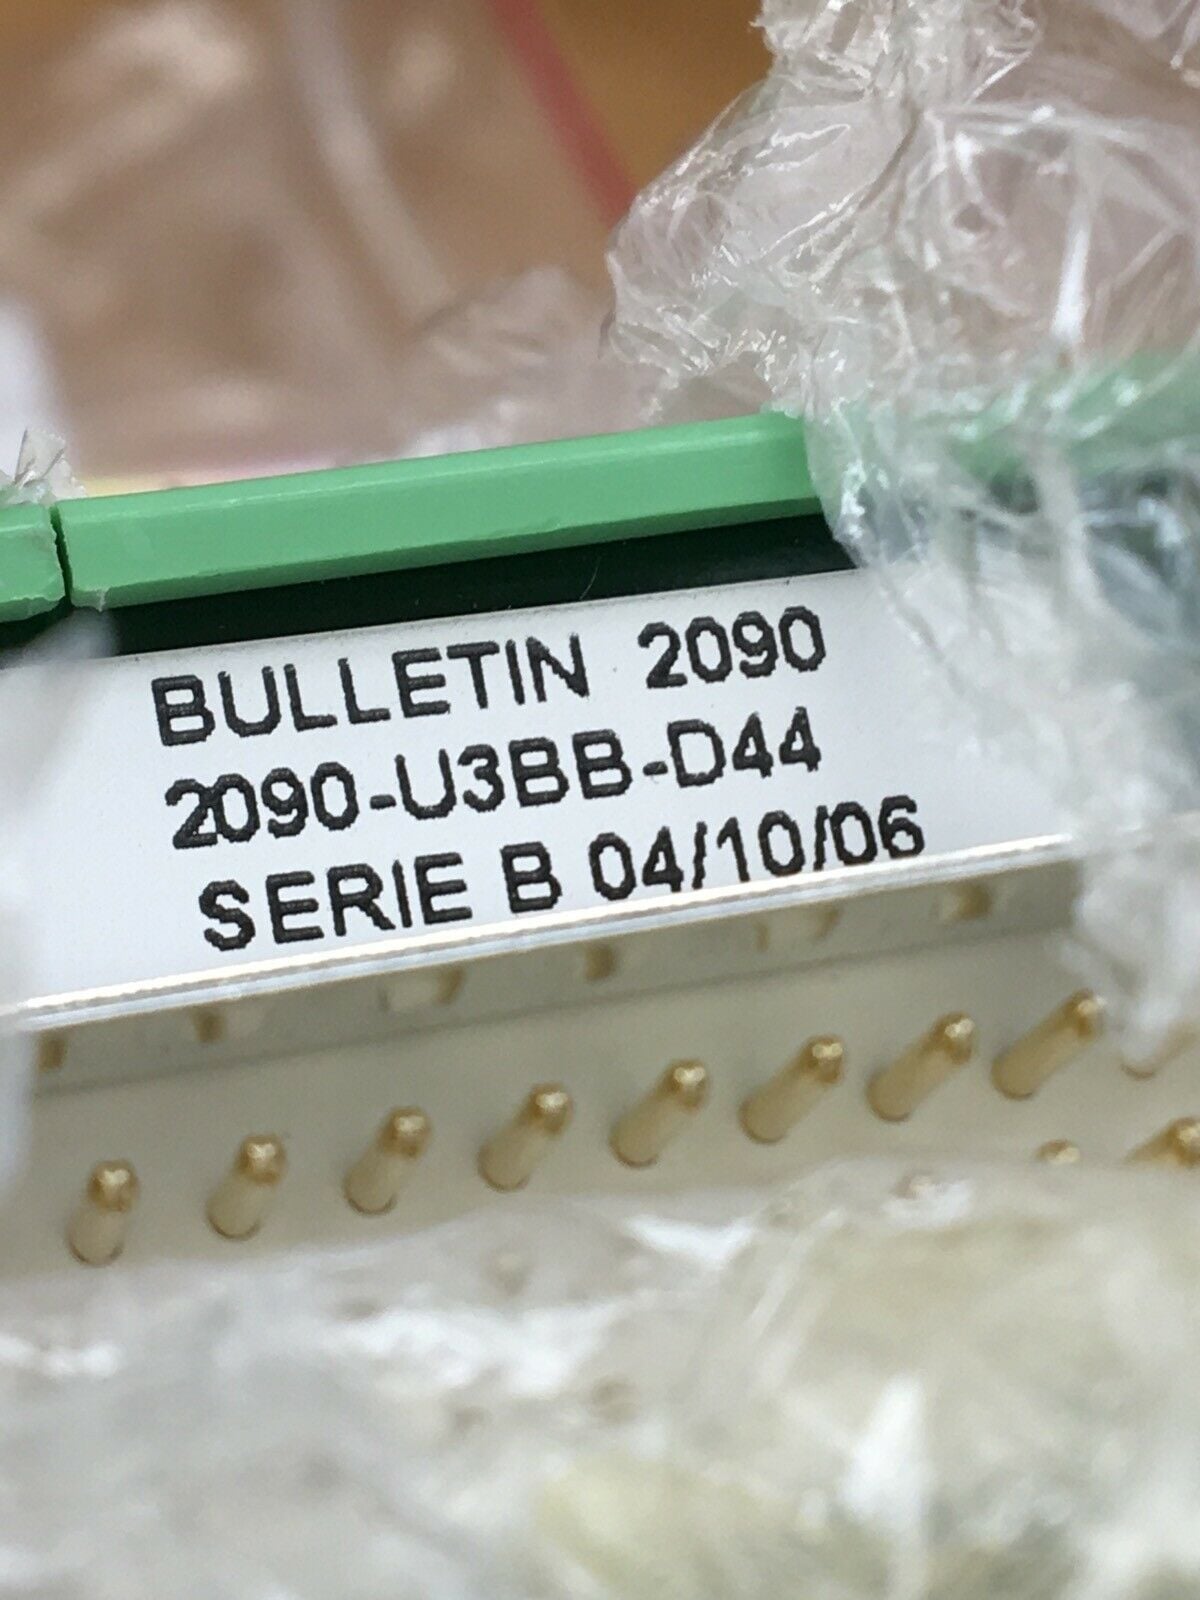 BULLETIN 2090
2090-U3BB-D44
SERIE B 04/10/06